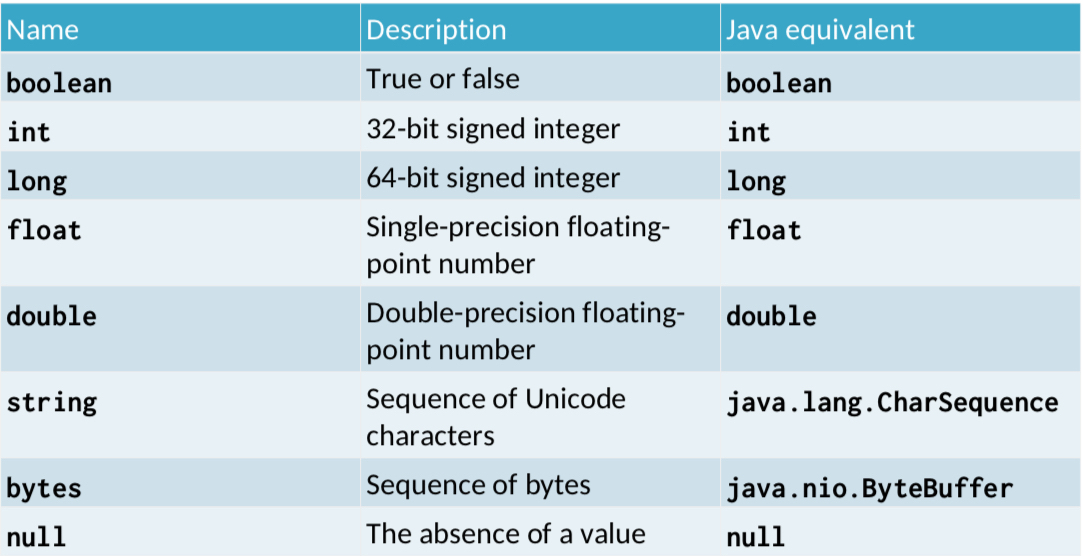 Name Description Java equivalent
boolean True or false boolean
int 32-bit signed integer int
long 64-bit signed integer long
float Single-precision floating- float
point number
double Double-precision floating- double
point number
string Sequence of Unicode java.lang.CharSequence
characters
bytes Sequence of bytes java.nio.ByteBuffer
null The absence of a value null